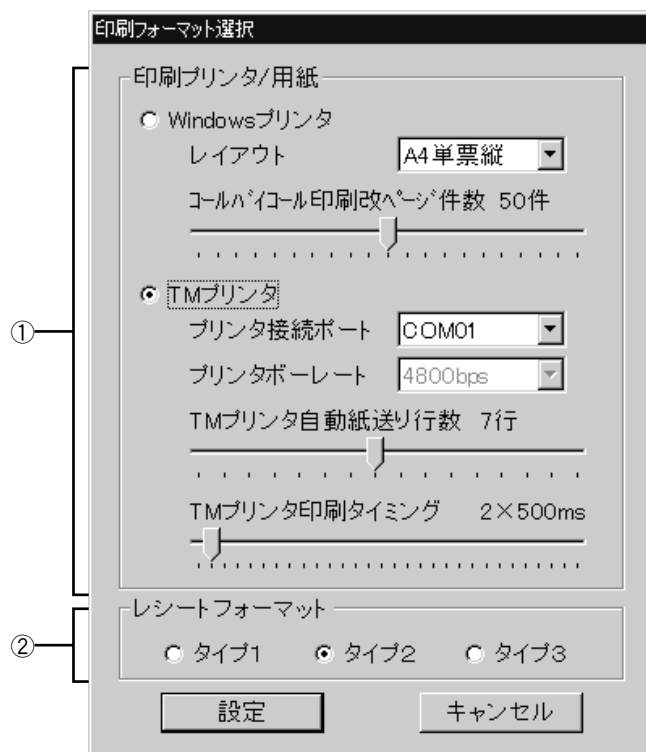 印刷フォーマット選択
印刷プリンタ/用紙
Windowsプリンタ
レイアウト A4単票縦
コールバイコール印刷改ページ件数 50件
TMプリンタ
プリンタ接続ポート COM01
プリンタボーレート 4800bps
TMプリンタ自動紙送り行数 7行
TMプリンタ印刷タイミング 2×500ms
①
レシートフォーマット
タイプ1 タイプ2 タイプ3
②
設定 キャンセル